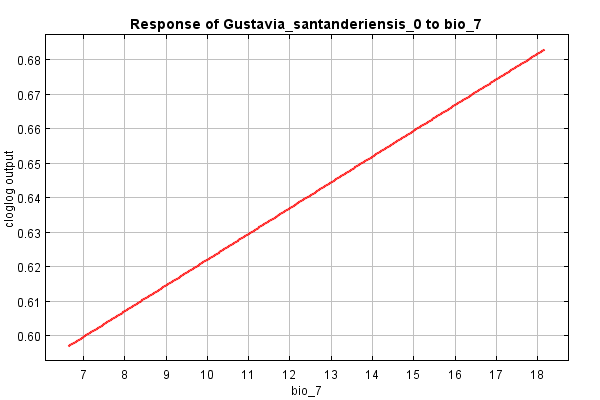 Response of Gustavia_santanderiensis_0 to bio_7
cloglog output
0.68
0.67
0.66
0.65
0.64
0.63
0.62
0.61
0.60
7 8 9 10 11 12 13 14 15 16 17 18
bio_7